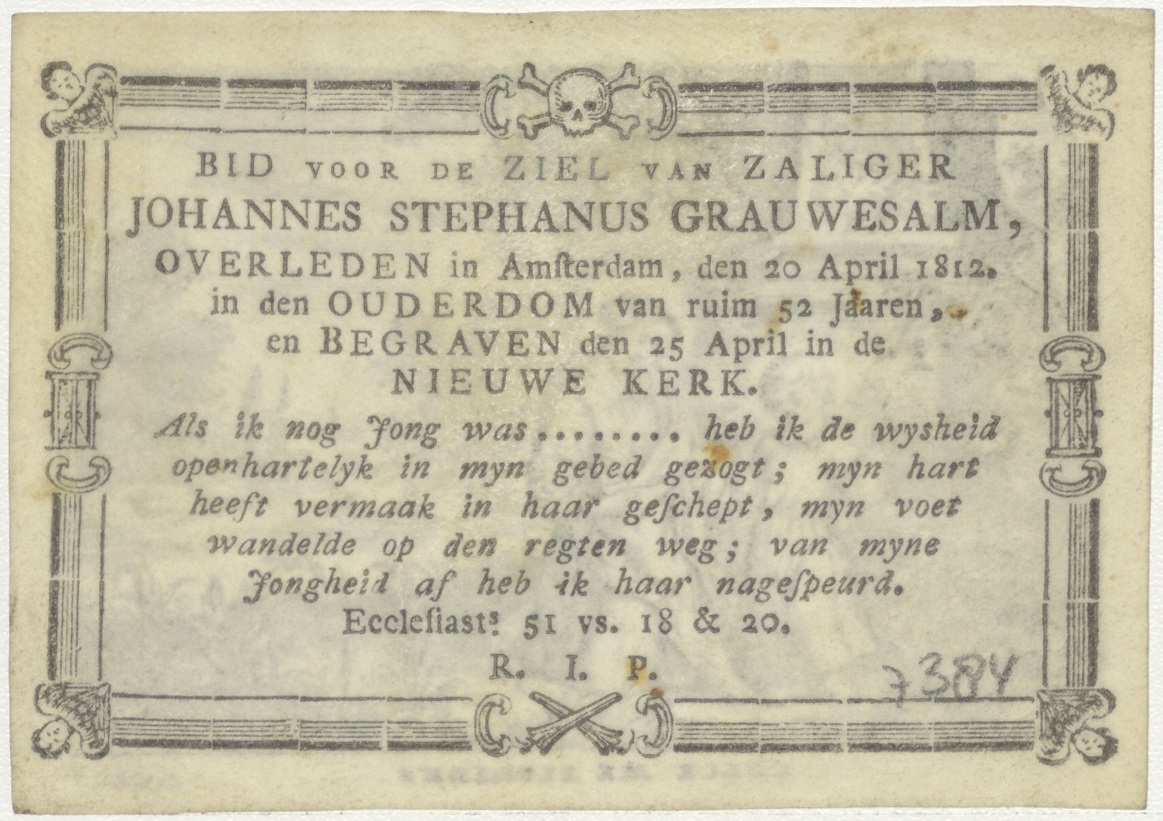 BID VOOR DE ZIEL VAN ZALIGER
JOHANNES STEPHANUS GRAUWESALM,
OVERLEDEN in Amſterdam, den 20 April 1812.
in den OUDERDOM van ruim 52 Jaaren,
en BEGRAVEN den 25 April in de
NIEUWE KERK.
Als ik nog Jong was......... heb ik de wysheid
openhartelyk in myn gebed gezogt; myn hart
heeft vermaak in haar geſchept, myn voet
wandelde op den regten weg; van myne
Jongheid af heb ik haar nageſpeurd.
Eccleſiast.s 51 vs. 18 & 20.
R. I. P.
7384